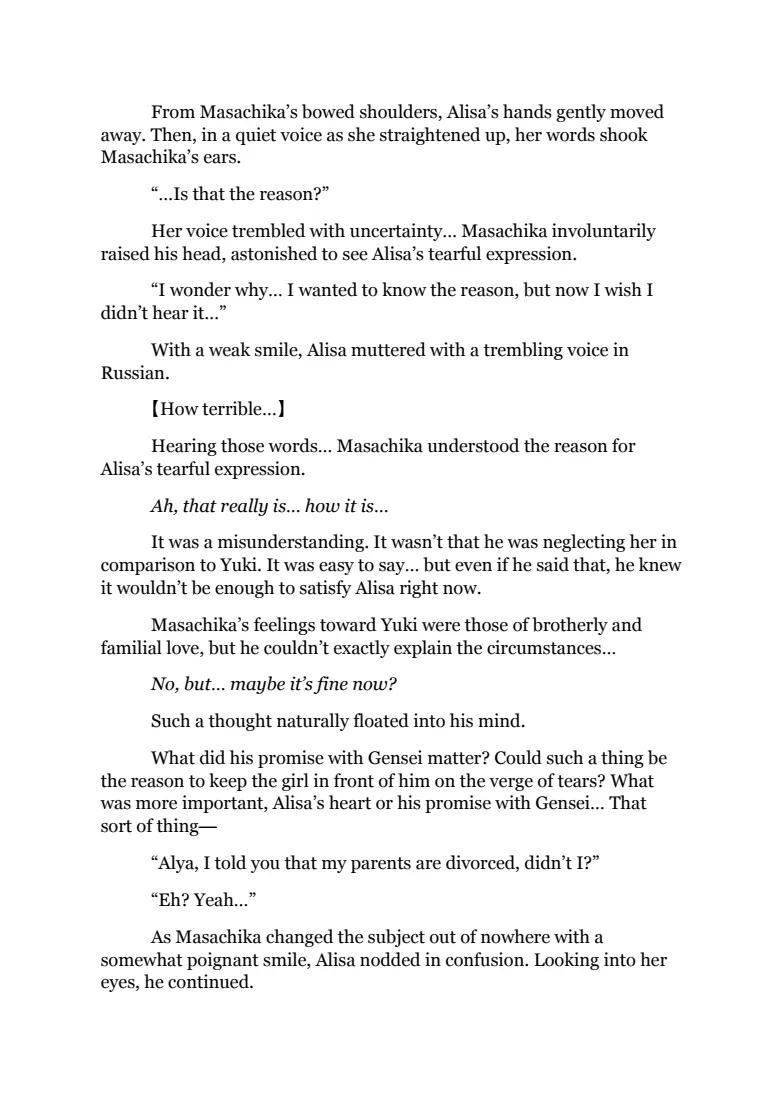 From Masachika’s bowed shoulders, Alisa’s hands gently moved
away. Then, in a quiet voice as she straightened up, her words shook
Masachika’s ears.
“…Is that the reason?”
Her voice trembled with uncertainty… Masachika involuntarily
raised his head, astonished to see Alisa’s tearful expression.
“I wonder why… I wanted to know the reason, but now I wish I
didn’t hear it…”
With a weak smile, Alisa muttered with a trembling voice in
Russian.
【How terrible…】
Hearing those words… Masachika understood the reason for
Alisa’s tearful expression.
Ah, that really is… how it is…
It was a misunderstanding. It wasn’t that he was neglecting her in
comparison to Yuki. It was easy to say… but even if he said that, he knew
it wouldn’t be enough to satisfy Alisa right now.
Masachika’s feelings toward Yuki were those of brotherly and
familial love, but he couldn’t exactly explain the circumstances…
No, but… maybe it’s fine now?
Such a thought naturally floated into his mind.
What did his promise with Gensei matter? Could such a thing be
the reason to keep the girl in front of him on the verge of tears? What
was more important, Alisa’s heart or his promise with Gensei… That
sort of thing—
“Alya, I told you that my parents are divorced, didn’t I?”
“Eh? Yeah…”
As Masachika changed the subject out of nowhere with a
somewhat poignant smile, Alisa nodded in confusion. Looking into her
eyes, he continued.